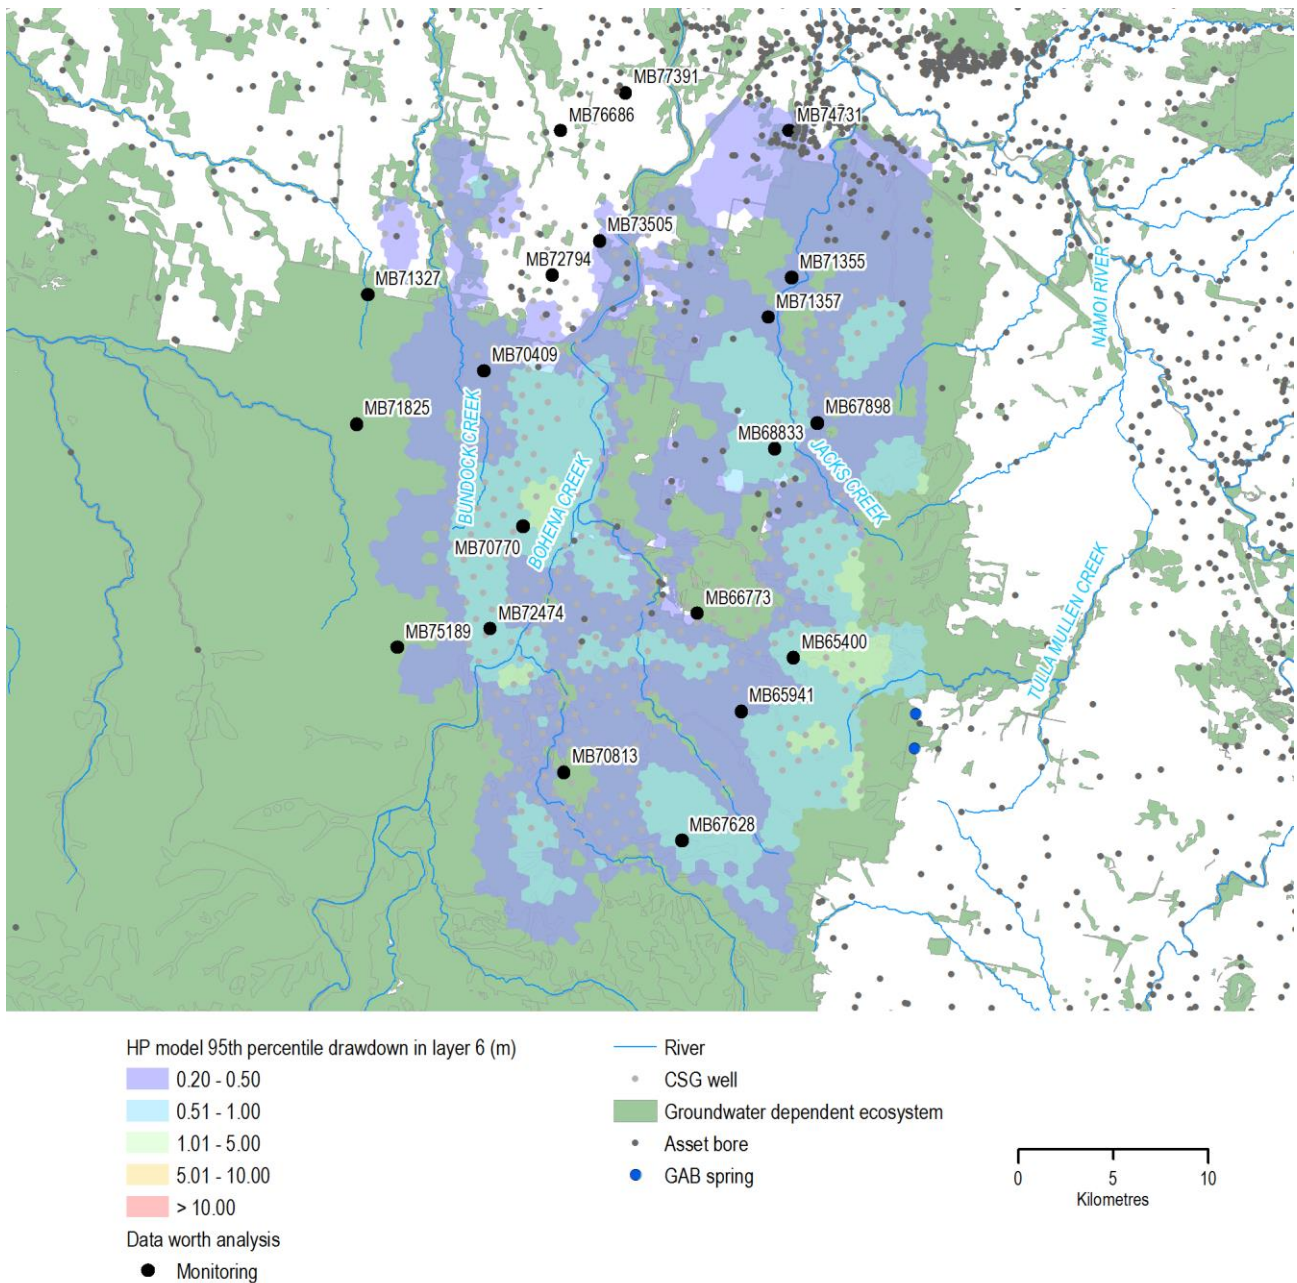 MB77391
MB76686
MB74731
MB73505
MB72794
MB71355
MB71327
MB71357
NAMOI RIVER
MB70409
MB71825
MB67898
BUNDOCK CREEK
MB68833
JACKS CREEK
BOHENA CREEK
MB70770
MB66773
MB72474
MB75189
MB65400
TULLA MULLEN CREEK
MB65941
MB70813
MB67628
HP model 95th percentile drawdown in layer 6 (m)
0.20 - 0.50
0.51 - 1.00
1.01 - 5.00
5.01 - 10.00
> 10.00
Data worth analysis
Monitoring
River
CSG well
Groundwater dependent ecosystem
Asset bore
GAB spring
0 5 10
Kilometres